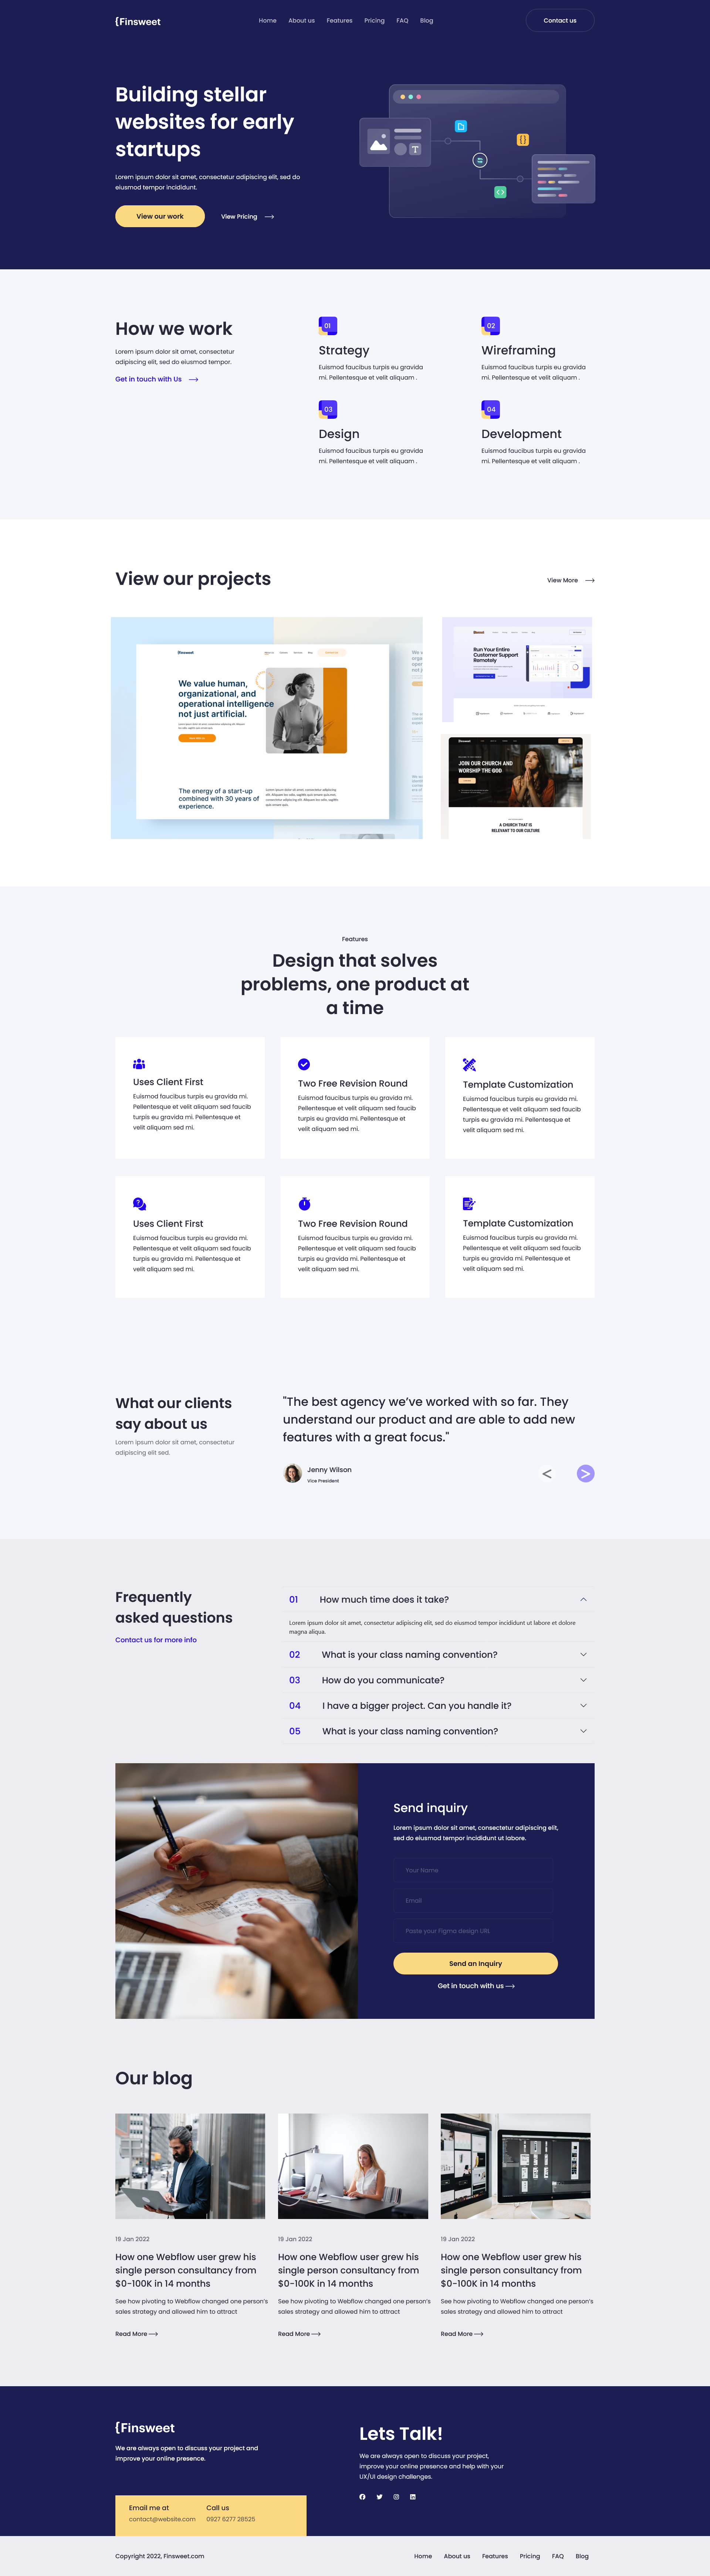 {Finsweet
Home About us Features Pricing FAQ Blog
Contact us
Building stellar
websites for early
startups
Lorem ipsum dolor sit amet, consectetur adipiscing elit, sed do
eiusmod tempor incididunt.
View our work
View Pricing
T
How we work
Lorem ipsum dolor sit amet, consectetur
adipiscing elit, sed do eiusmod tempor.
Get in touch with Us
01
Strategy
Euismod faucibus turpis eu gravida
mi. Pellentesque et velit aliquam .
02
Wireframing
Euismod faucibus turpis eu gravida
mi. Pellentesque et velit aliquam .
03
Design
Euismod faucibus turpis eu gravida
mi. Pellentesque et velit aliquam .
04
Development
Euismod faucibus turpis eu gravida
mi. Pellentesque et velit aliquam .
View our projects
View More
We value human,
organizational, and
operational intelligence
not just artificial.
The energy of a start-up
combined with 30 years of
experience.
Run Your Entire
Customer Support
Remotely
JOIN OUR CHURCH AND
WORSHIP THE GOD
A CHURCH THAT IS
RELEVANT TO OUR CULTURE
Features
Design that solves
problems, one product at
a time
Uses Client First
Euismod faucibus turpis eu gravida mi.
Pellentesque et velit aliquam sed faucib
turpis eu gravida mi. Pellentesque et
velit aliquam sed mi.
Two Free Revision Round
Euismod faucibus turpis eu gravida mi.
Pellentesque et velit aliquam sed faucib
turpis eu gravida mi. Pellentesque et
velit aliquam sed mi.
Template Customization
Euismod faucibus turpis eu gravida mi.
Pellentesque et velit aliquam sed faucib
turpis eu gravida mi. Pellentesque et
velit aliquam sed mi.
Uses Client First
Euismod faucibus turpis eu gravida mi.
Pellentesque et velit aliquam sed faucib
turpis eu gravida mi. Pellentesque et
velit aliquam sed mi.
Two Free Revision Round
Euismod faucibus turpis eu gravida mi.
Pellentesque et velit aliquam sed faucib
turpis eu gravida mi. Pellentesque et
velit aliquam sed mi.
Template Customization
Euismod faucibus turpis eu gravida mi.
Pellentesque et velit aliquam sed faucib
turpis eu gravida mi. Pellentesque et
velit aliquam sed mi.
What our clients
say about us
Lorem ipsum dolor sit amet, consectetur
adipiscing elit sed.
"The best agency we’ve worked with so far. They
understand our product and are able to add new
features with a great focus."
Jenny Wilson
Vice President
Frequently
asked questions
Contact us for more info
01 How much time does it take?
Lorem ipsum dolor sit amet, consectetur adipiscing elit, sed do eiusmod tempor incididunt ut labore et dolore
magna aliqua.
02 What is your class naming convention?
03 How do you communicate?
04 I have a bigger project. Can you handle it?
05 What is your class naming convention?
Send inquiry
Lorem ipsum dolor sit amet, consectetur adipiscing elit,
sed do eiusmod tempor incididunt ut labore.
Your Name
Email
Paste your Figma design URL
Send an Inquiry
Get in touch with us
Our blog
19 Jan 2022
How one Webflow user grew his
single person consultancy from
$0-100K in 14 months
See how pivoting to Webflow changed one person's
sales strategy and allowed him to attract
Read More
19 Jan 2022
How one Webflow user grew his
single person consultancy from
$0-100K in 14 months
See how pivoting to Webflow changed one person's
sales strategy and allowed him to attract
Read More
19 Jan 2022
How one Webflow user grew his
single person consultancy from
$0-100K in 14 months
See how pivoting to Webflow changed one person's
sales strategy and allowed him to attract
Read More
{Finsweet
We are always open to discuss your project and
improve your online presence.
Email me at
contact@website.com
Call us
0927 6277 28525
Lets Talk!
We are always open to discuss your project,
improve your online presence and help with your
UX/UI design challenges.
Copyright 2022, Finsweet.com
Home About us Features Pricing FAQ Blog